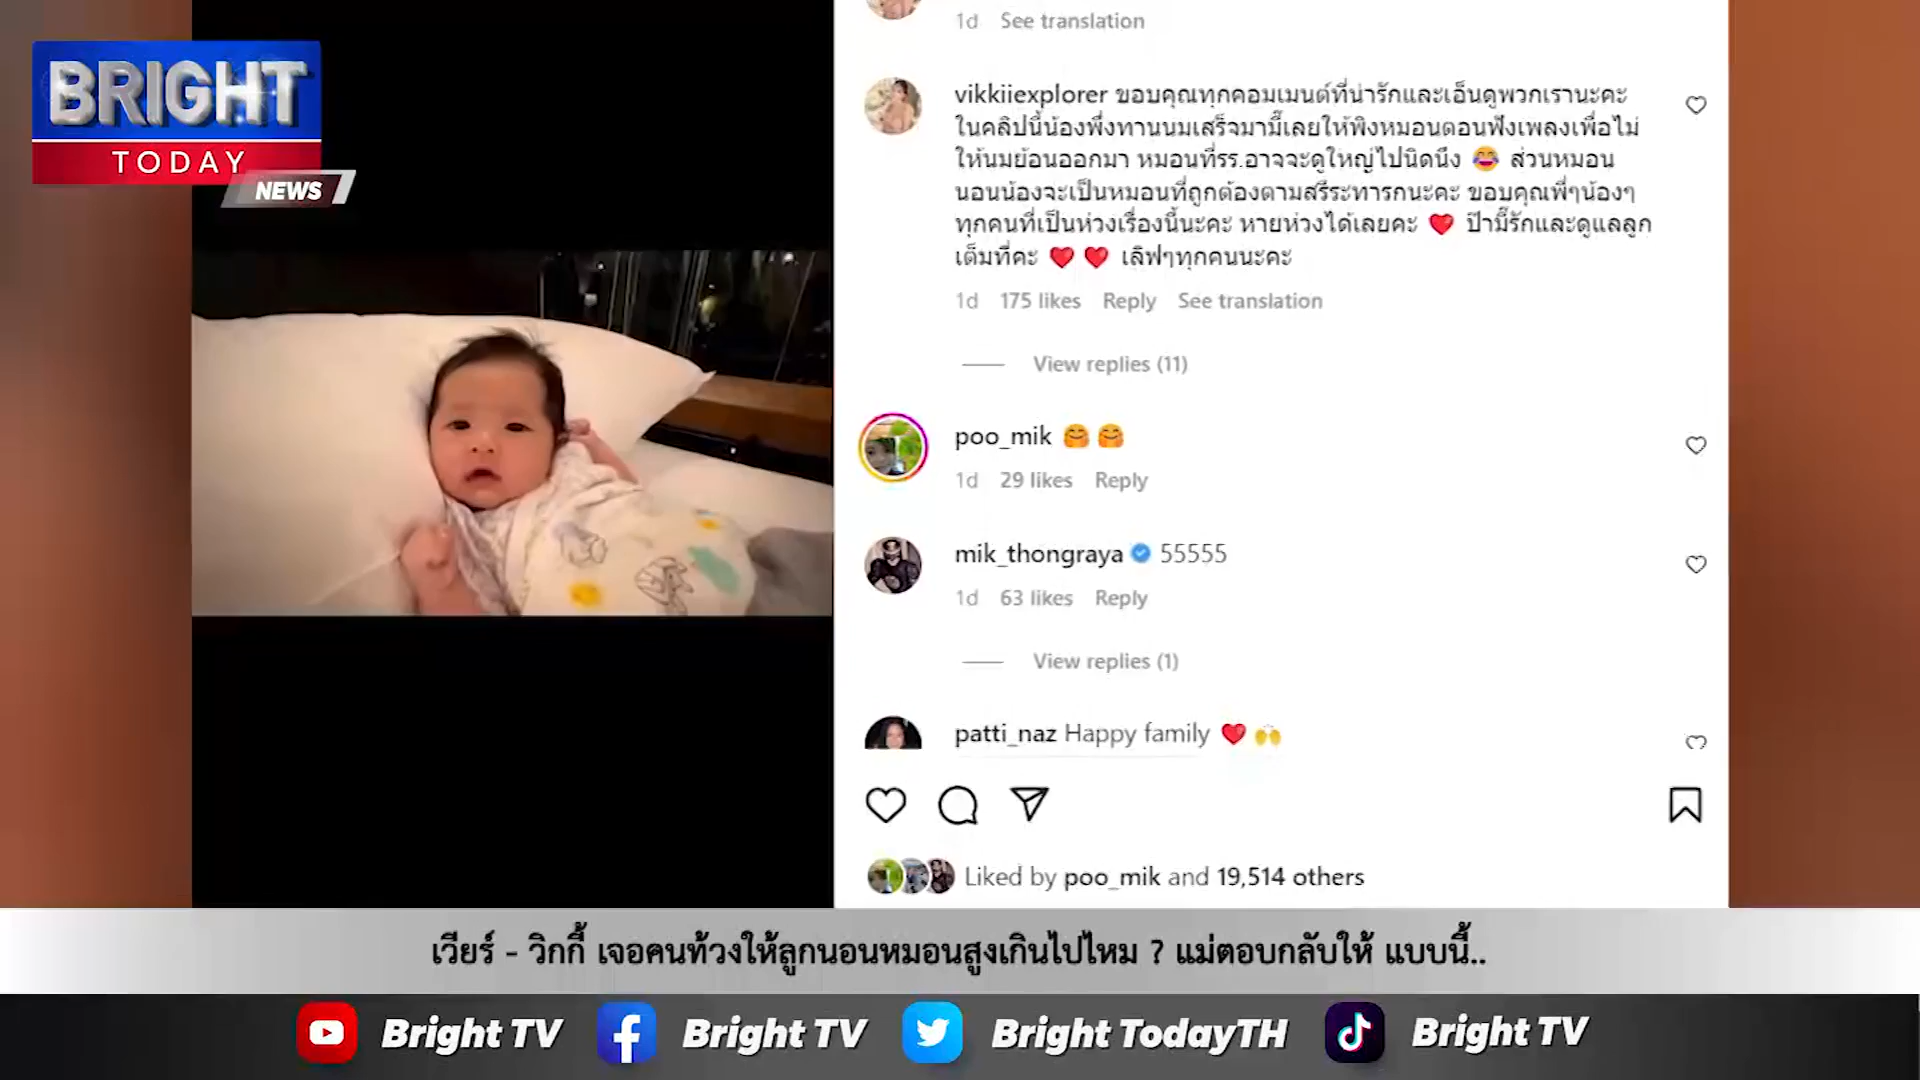 BRIGHT
TODAY
NEWS
1d See translation
vikkiiexplorer ขอบคุณทุกคอมเมนต์ที่น่ารักและเอ็นดูพวกเรานะคะ
ในคลิปนี้น้องพึ่งทานนมเสร็จมามี๊เลยให้พิงหมอนตอนฟังเพลงเพื่อไม่
ให้นมย้อนออกมา หมอนที่รร.อาจจะดูใหญ่ไปนิดนึง 😂 ส่วนหมอน
นอนน้องจะเป็นหมอนที่ถูกต้องตามสรีระทารกนะคะ ขอบคุณพี่ๆน้องๆ
ทุกคนที่เป็นห่วงเรื่องนี้นะคะ หายห่วงได้เลยคะ ❤️ ป๊ามี๊รักและดูแลลูก
เต็มที่คะ ❤️ ❤️ เลิฟๆทุกคนนะคะ
1d 175 likes Reply See translation
View replies (11)
poo_mik 🤗 🤗
1d 29 likes Reply
mik_thongraya 55555
1d 63 likes Reply
View replies (1)
patti_naz Happy family ❤️ 🙌
Liked by poo_mik and 19,514 others
เวียร์ - วิกกี้ เจอคนท้วงให้ลูกนอนหมอนสูงเกินไปไหม ? แม่ตอบกลับให้ แบบนี้..
Bright TV Bright TV Bright TodayTH Bright TV